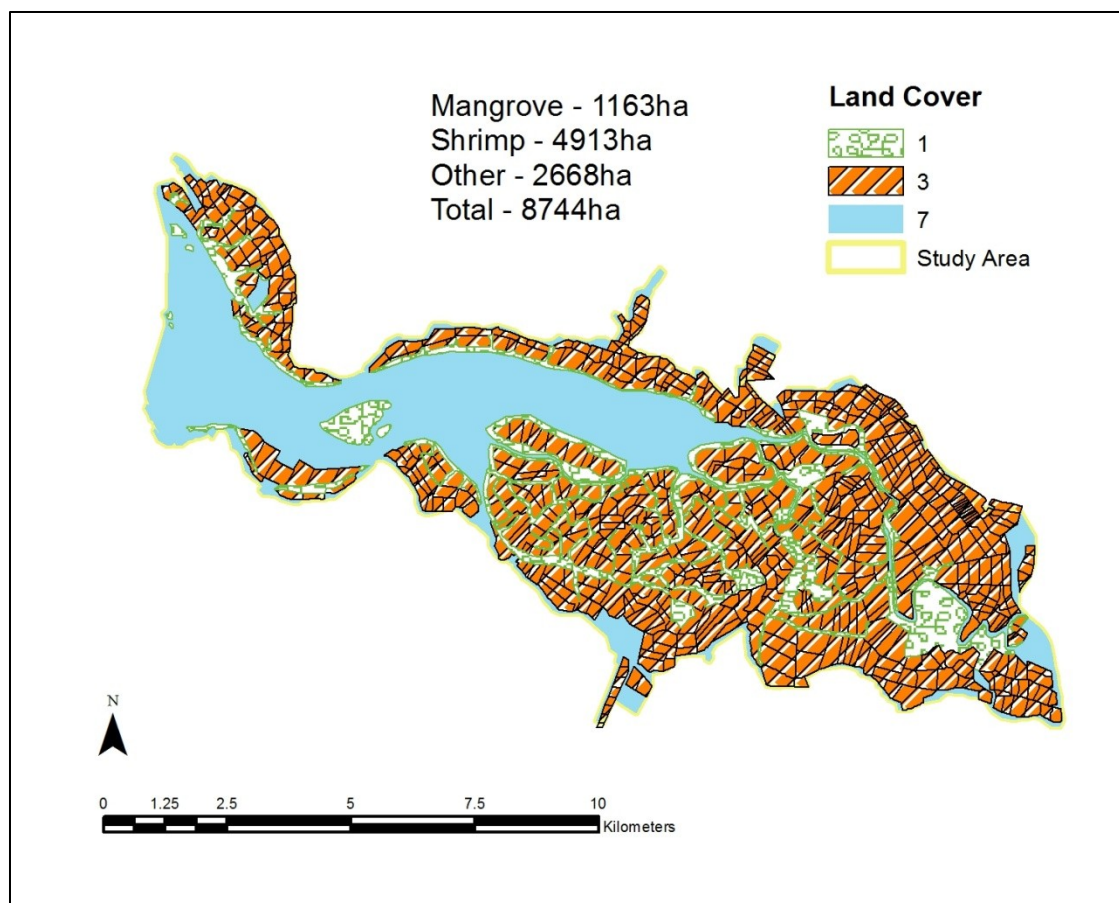 Mangrove - 1163ha
Shrimp - 4913ha
Other - 2668ha
Total - 8744ha
Land Cover
1
3
7
Study Area
N
0 1.25 2.5 5 7.5 10
Kilometers